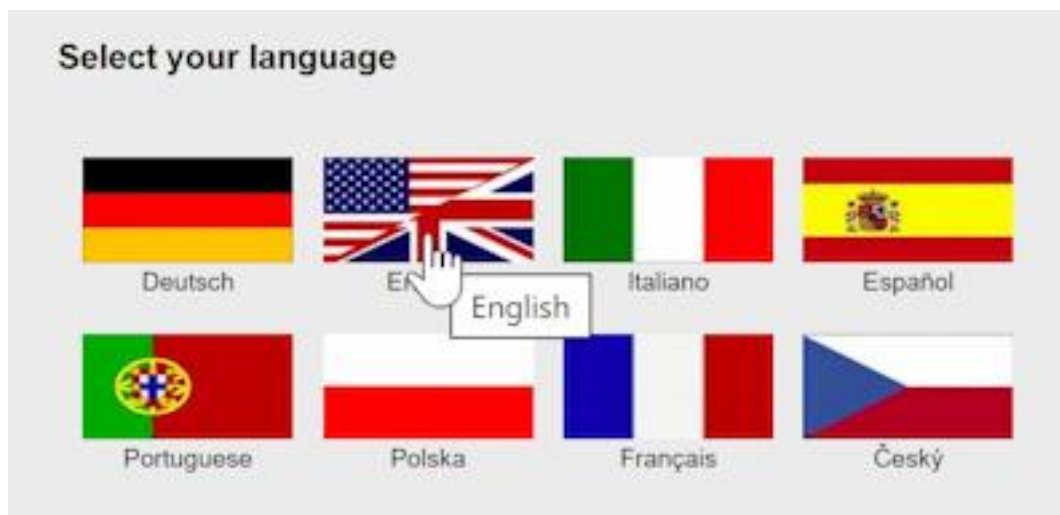 Select your language
Deutsch
Italiano
Español
English
Portuguese
Polska
Français
Český